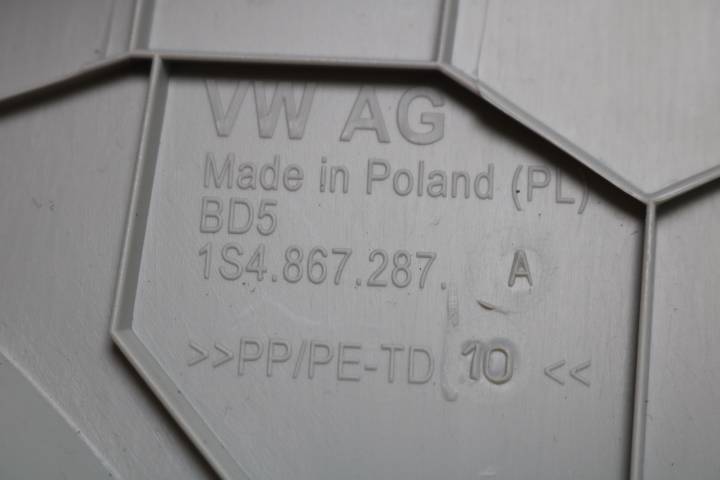 VW AG
Made in Poland (PL)
BD5
1S4.867.287. A
>>PP/PE-TD 10 <<